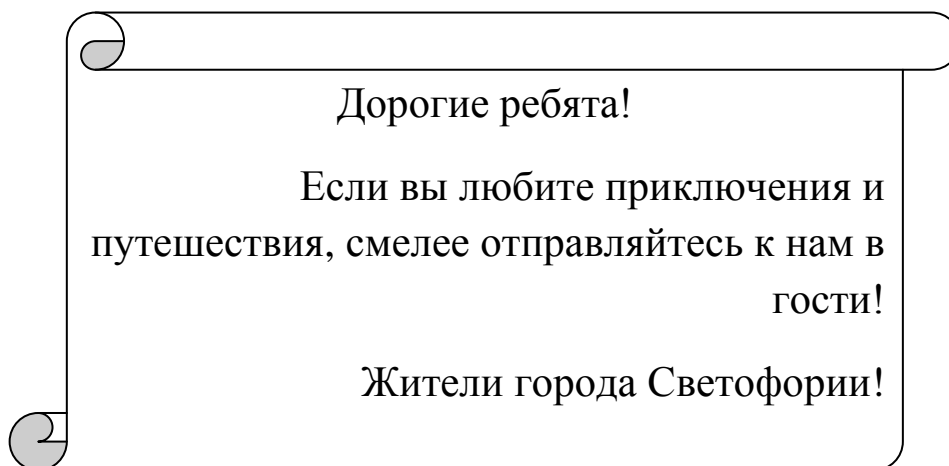 Дорогие ребята!
Если вы любите приключения и
путешествия, смелее отправляйтесь к нам в
гости!
Жители города Светофории!